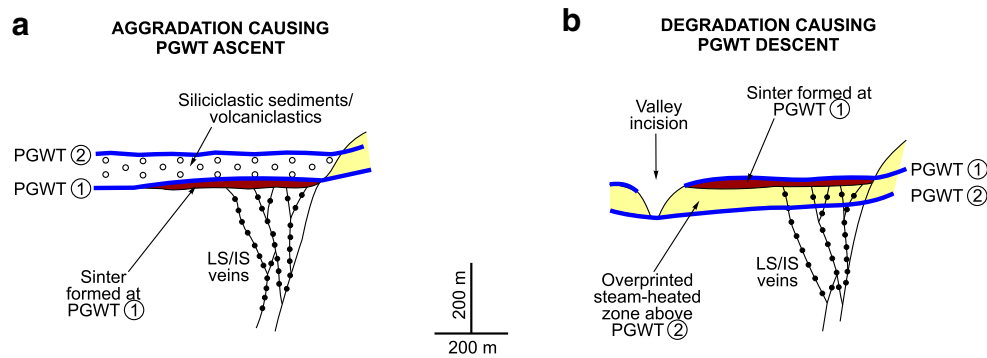 a
AGGRADATION CAUSING
PGWT ASCENT
Siliciclastic sediments/
volcaniclastics
PGWT 2
PGWT 1
LS/IS
veins
Sinter
formed at
PGWT 1
200 m
200 m
b
DEGRADATION CAUSING
PGWT DESCENT
Valley
incision
Sinter formed at
PGWT 1
PGWT 1
PGWT 2
LS/IS
veins
Overprinted
steam-heated
zone above
PGWT 2